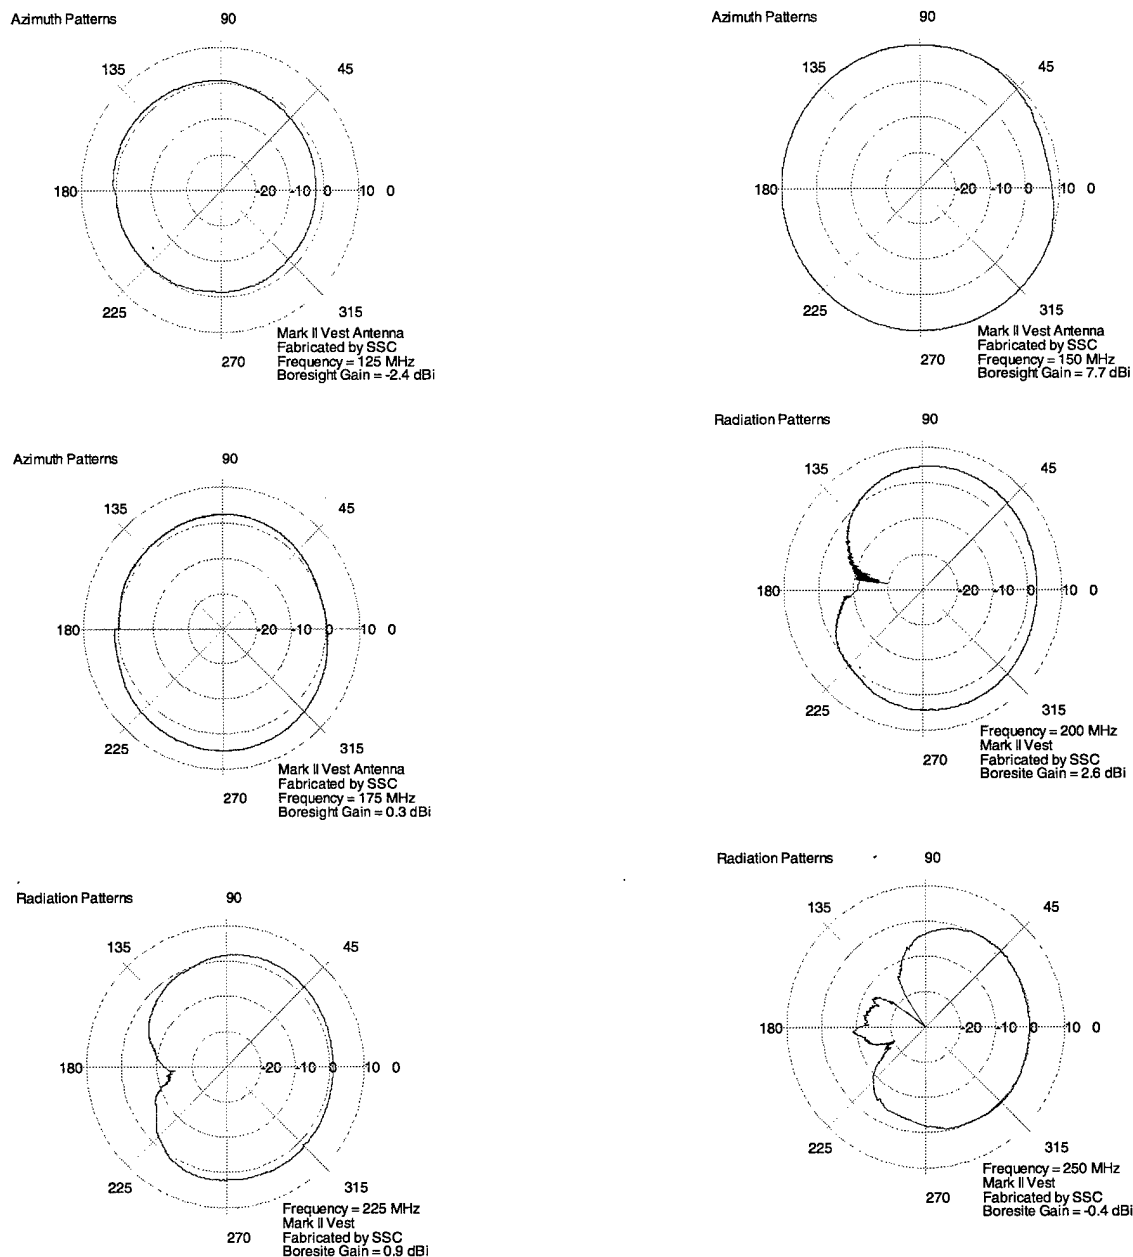 Azimuth Patterns
90
135
45
180
-20 -10 0 10 0
225
315
270
Mark II Vest Antenna
Fabricated by SSC
Frequency = 125 MHz
Boresight Gain = -2.4 dBi
Azimuth Patterns
90
135
45
180
-20 -10 0 10 0
225
315
270
Mark II Vest Antenna
Fabricated by SSC
Frequency = 150 MHz
Boresight Gain = 7.7 dBi
Azimuth Patterns
90
135
45
180
-20 -10 0 10 0
225
315
270
Mark II Vest Antenna
Fabricated by SSC
Frequency = 175 MHz
Boresight Gain = 0.3 dBi
Radiation Patterns
90
135
45
180
-20 -10 0 10 0
225
315
270
Frequency = 200 MHz
Mark II Vest
Fabricated by SSC
Boresite Gain = 2.6 dBi
Radiation Patterns
90
135
45
180
-20 -10 0 10 0
225
315
270
Frequency = 225 MHz
Mark II Vest
Fabricated by SSC
Boresite Gain = 0.9 dBi
Radiation Patterns
90
135
45
180
-20 -10 0 10 0
225
315
270
Frequency = 250 MHz
Mark II Vest
Fabricated by SSC
Boresite Gain = -0.4 dBi